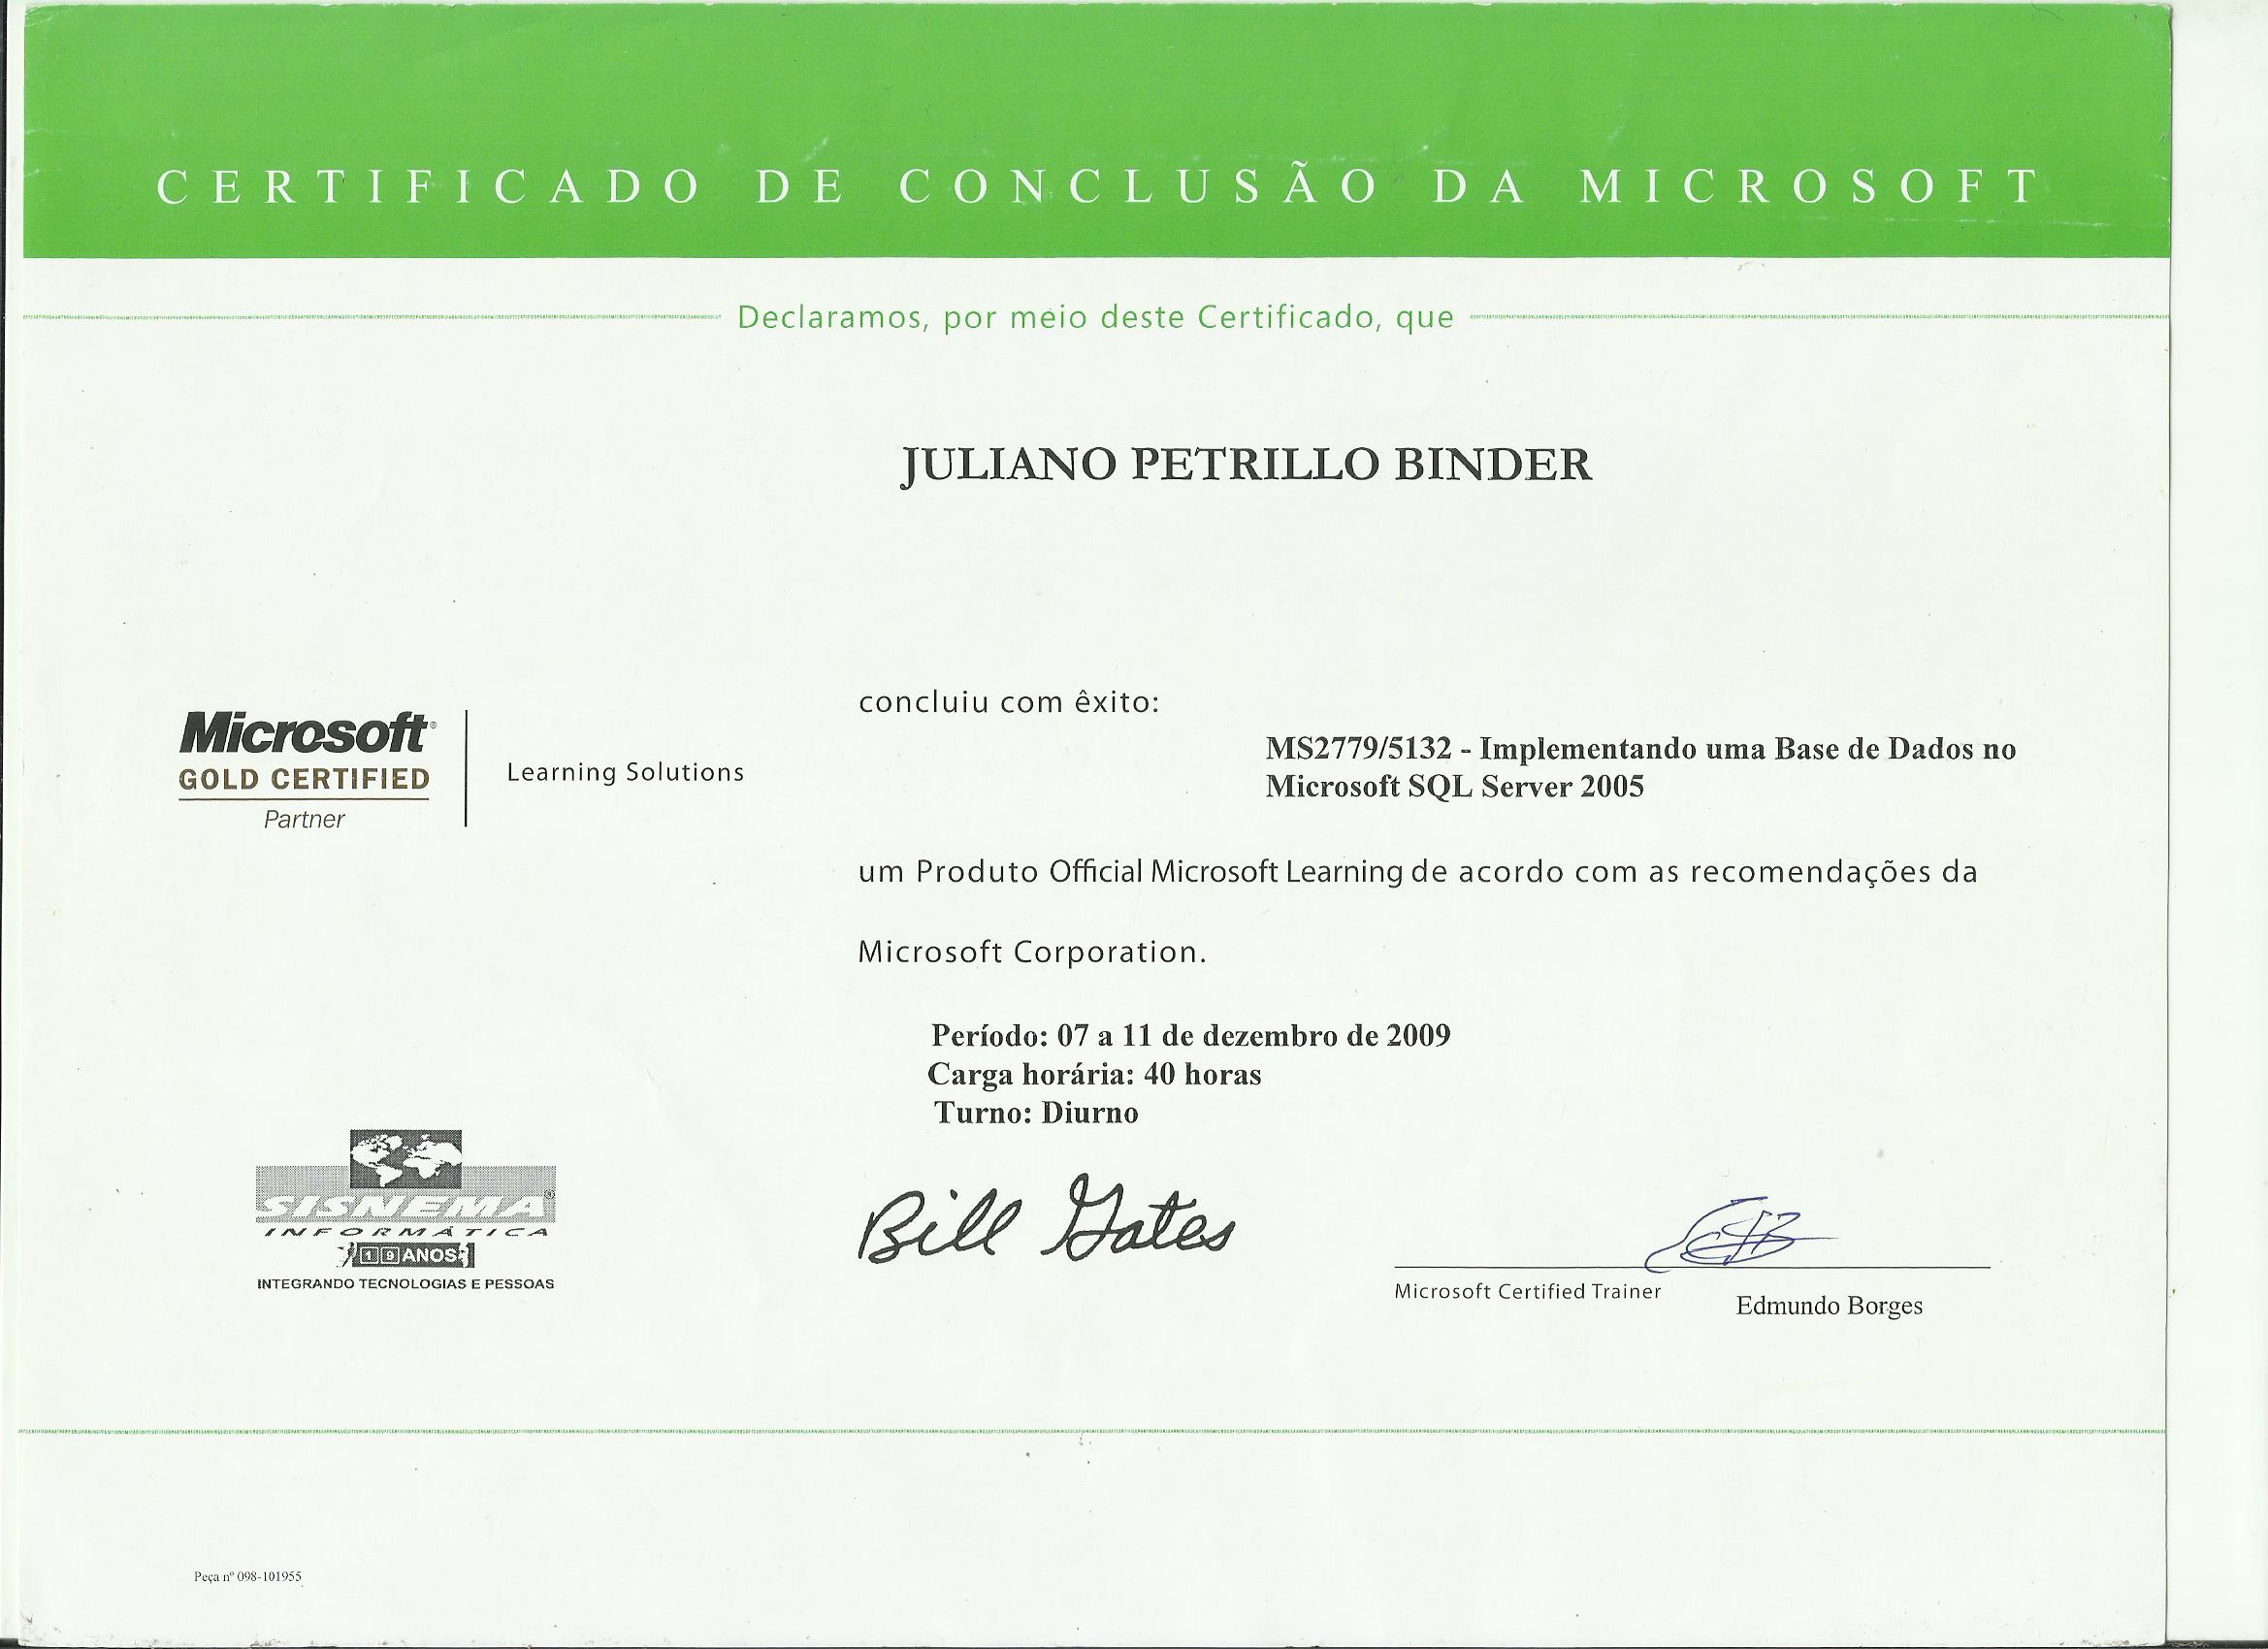 CERTIFICADO DE CONCLUSÃO DA MICROSOFT
Declaramos, por meio deste Certificado, que
JULIANO PETRILLO BINDER
Microsoft®
GOLD CERTIFIED
Partner
Learning Solutions
concluiu com êxito:
MS2779/5132 - Implementando uma Base de Dados no
Microsoft SQL Server 2005
um Produto Official Microsoft Learning de acordo com as recomendações da
Microsoft Corporation.
Período: 07 a 11 de dezembro de 2009
Carga horária: 40 horas
Turno: Diurno
SISNEMA®
INFORMÁTICA
19 ANOS
INTEGRANDO TECNOLOGIAS E PESSOAS
Bill Gates
Microsoft Certified Trainer
Edmundo Borges
Peça nº 098-101955